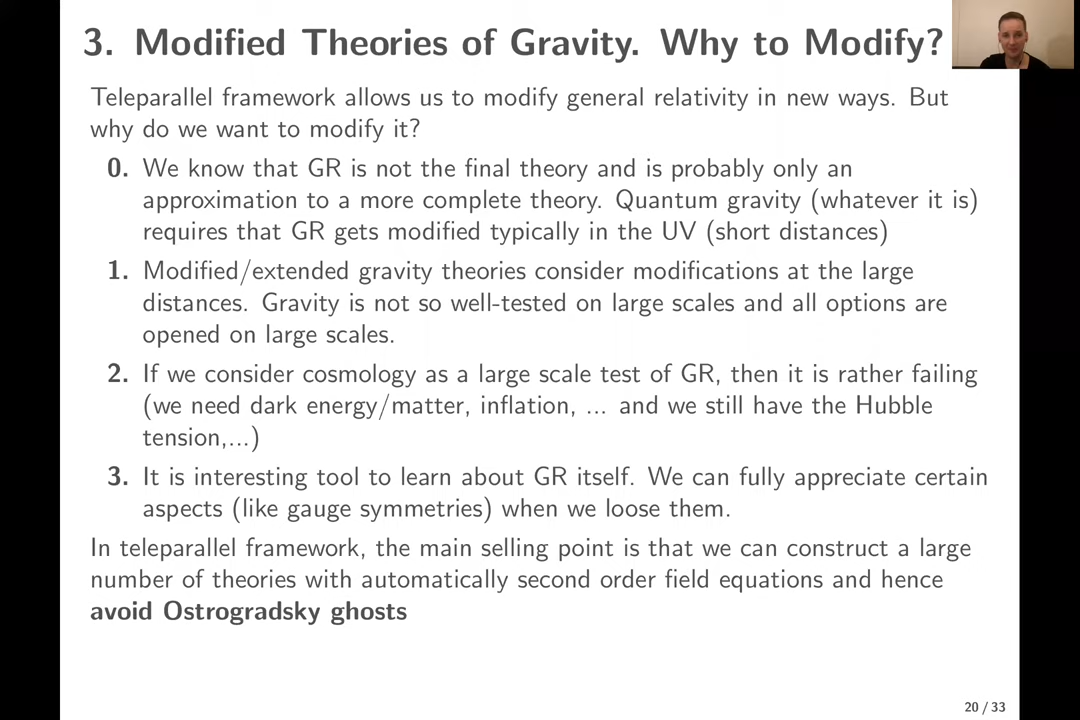 3. Modified Theories of Gravity. Why to Modify?
Teleparallel framework allows us to modify general relativity in new ways. But
why do we want to modify it?
0. We know that GR is not the final theory and is probably only an
approximation to a more complete theory. Quantum gravity (whatever it is)
requires that GR gets modified typically in the UV (short distances)
1. Modified/extended gravity theories consider modifications at the large
distances. Gravity is not so well-tested on large scales and all options are
opened on large scales.
2. If we consider cosmology as a large scale test of GR, then it is rather failing
(we need dark energy/matter, inflation, ... and we still have the Hubble
tension,...)
3. It is interesting tool to learn about GR itself. We can fully appreciate certain
aspects (like gauge symmetries) when we loose them.
In teleparallel framework, the main selling point is that we can construct a large
number of theories with automatically second order field equations and hence
avoid Ostrogradsky ghosts
20 / 33